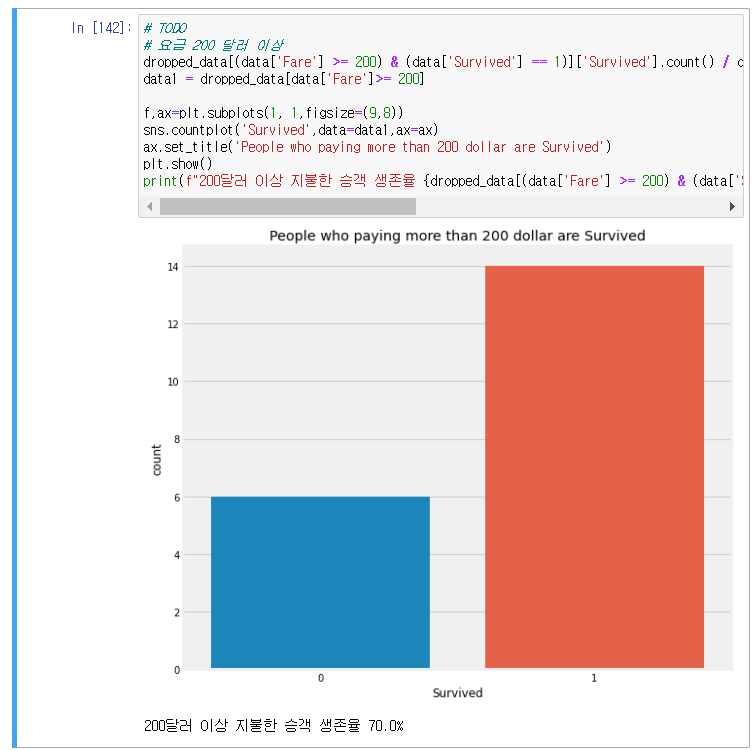 In [142]:
# TODO
# 요금 200 달러 이상
dropped_data[(data['Fare'] >= 200) & (data['Survived'] == 1)]['Survived'].count() /
data1 = dropped_data[data['Fare']>= 200]
f,ax=plt.subplots(1, 1,figsize=(9,8))
sns.countplot('Survived',data=data1,ax=ax)
ax.set_title('People who paying more than 200 dollar are Survived')
plt.show()
print(f"200달러 이상 지불한 승객 생존율 {dropped_data[(data['Fare'] >= 200) & (data['
People who paying more than 200 dollar are Survived
14
12
10
8
6
4
2
0
count
0 1
Survived
200달러 이상 지불한 승객 생존율 70.0%